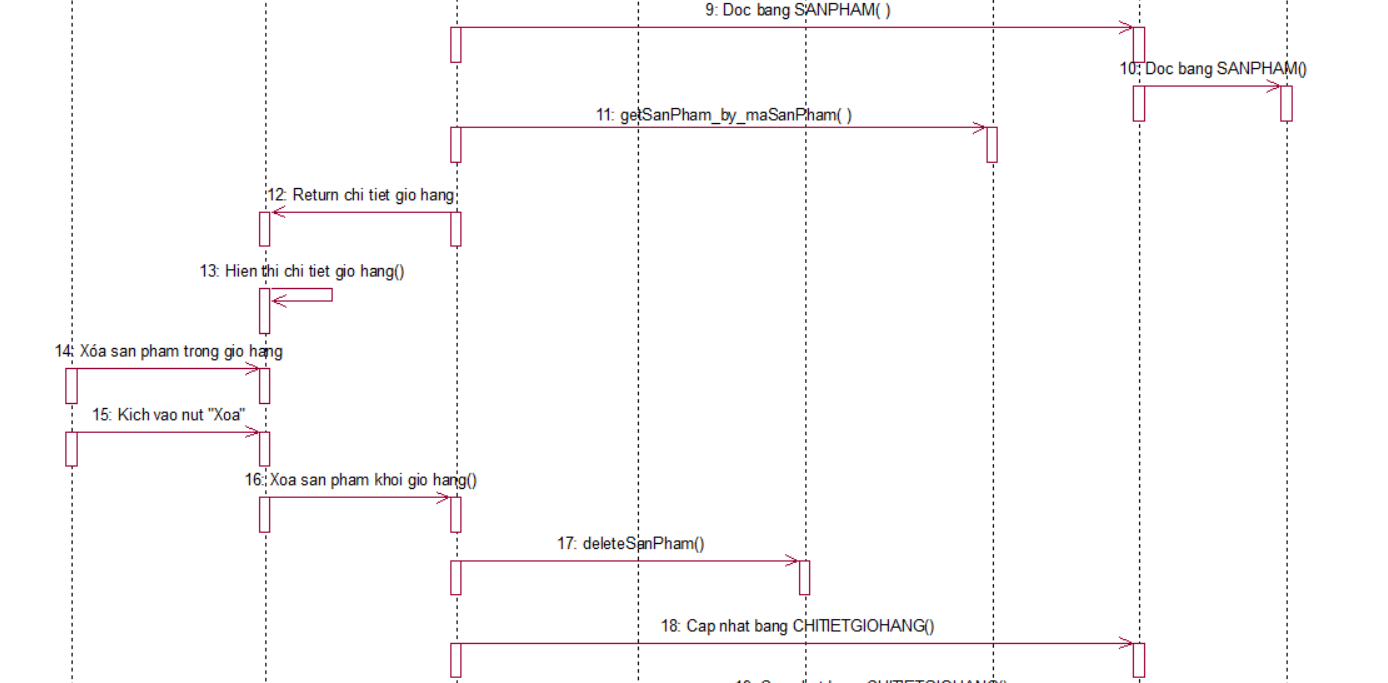 9: Doc bang SANPHAM( )
10: Doc bang SANPHAM()
11: getSanPham_by_maSanPham( )
12: Return chi tiet gio hang
13: Hien thi chi tiet gio hang()
14: Xóa san pham trong gio hang
15: Kich vao nut "Xoa"
16: Xoa san pham khoi gio hang()
17: deleteSanPham()
18: Cap nhat bang CHITIETGIOHANG()